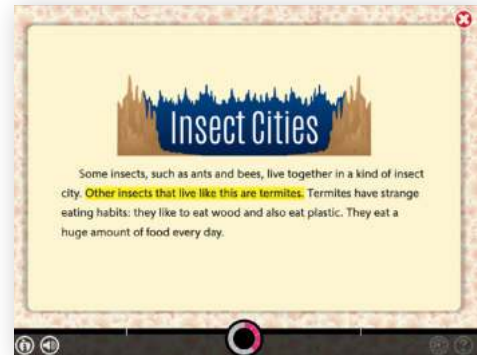 Insect Cities
Some insects, such as ants and bees, live together in a kind of insect
city. Other insects that live like this are termites. Termites have strange
eating habits: they like to eat wood and also eat plastic. They eat a
huge amount of food every day.